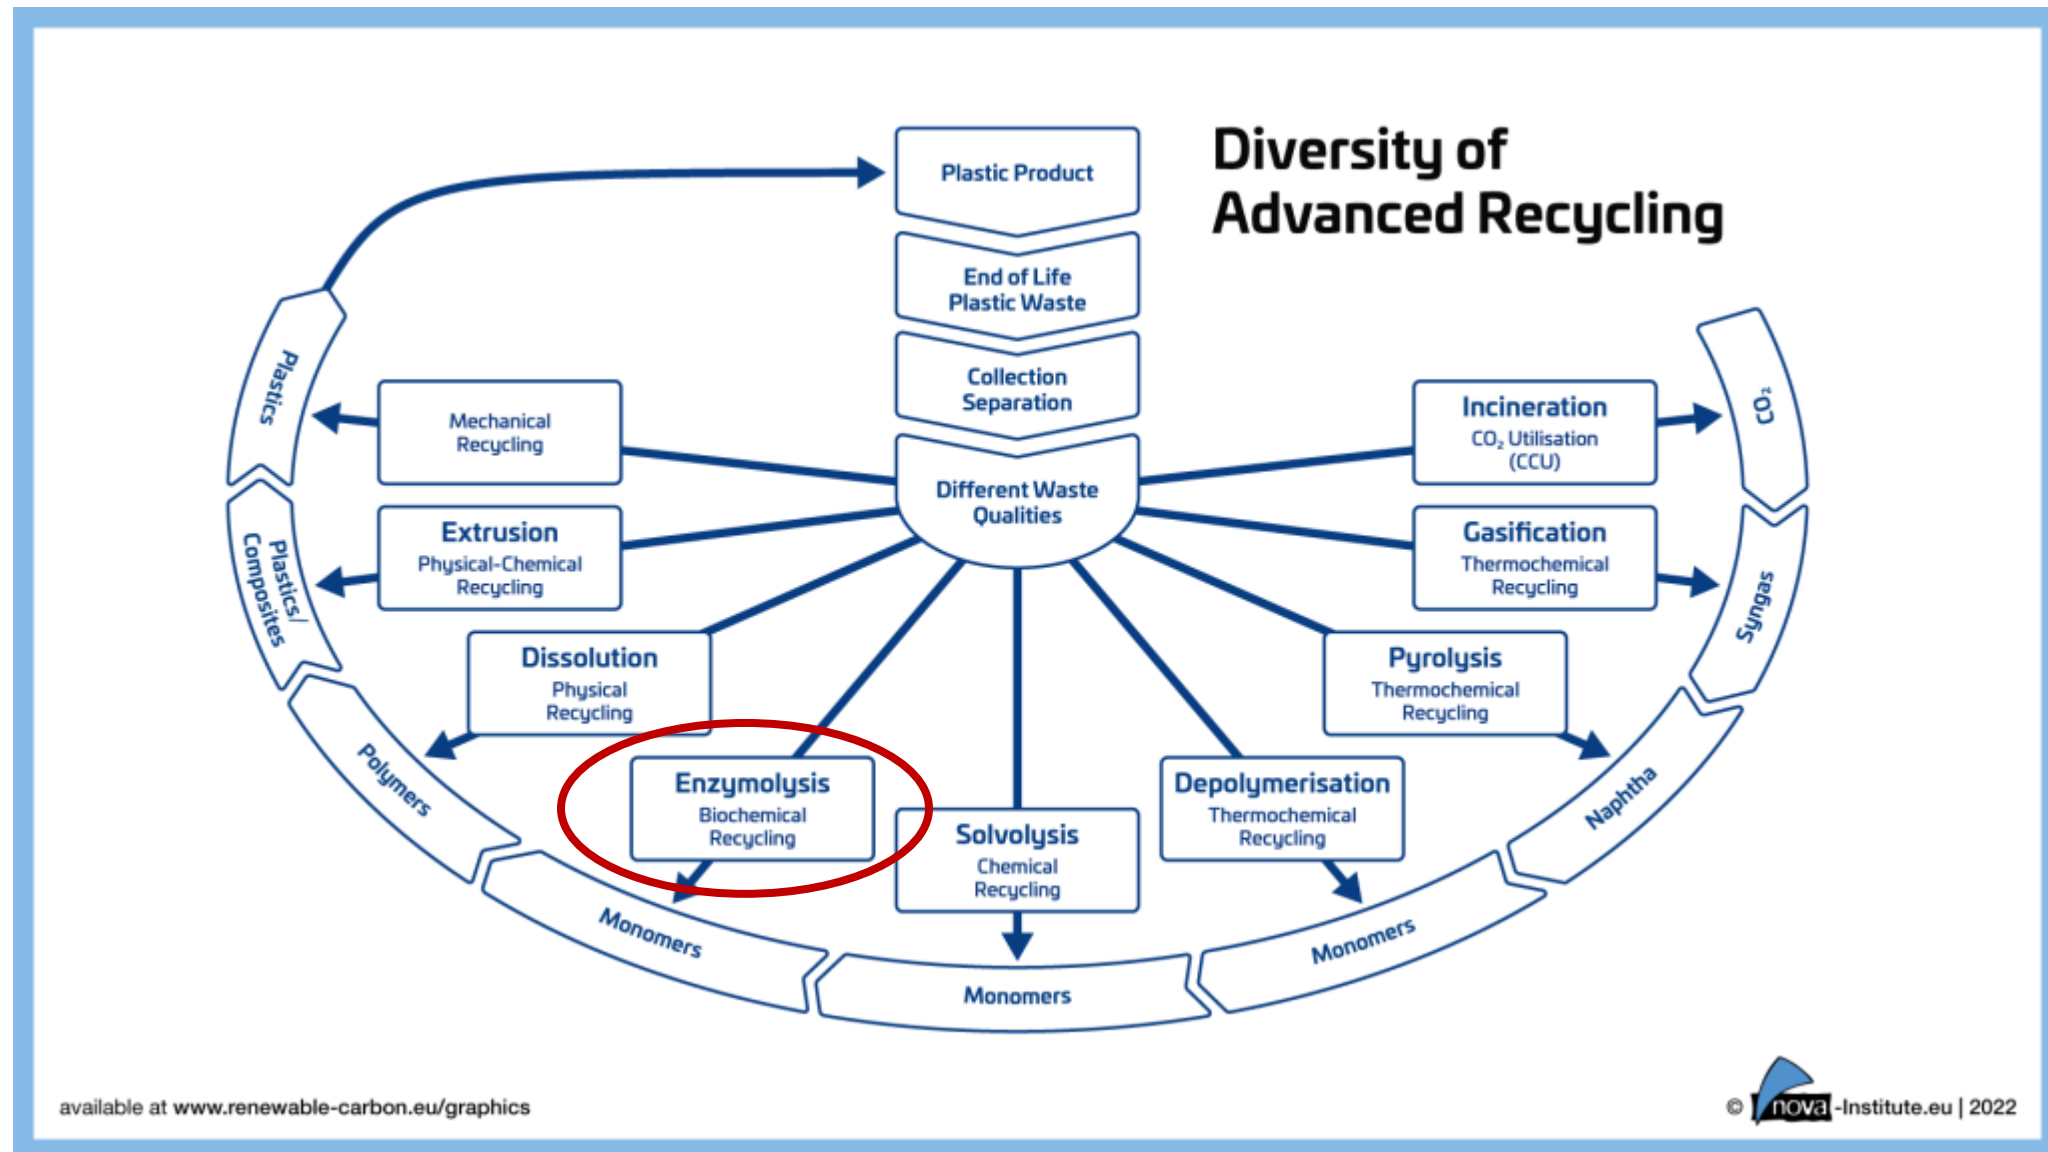 Diversity of
Advanced Recycling
Plastic Product
End of Life
Plastic Waste
Collection
Separation
Different Waste
Qualities
Mechanical
Recycling
Extrusion
Physical-Chemical
Recycling
Dissolution
Physical
Recycling
Enzymolysis
Biochemical
Recycling
Solvolysis
Chemical
Recycling
Depolymerisation
Thermochemical
Recycling
Pyrolysis
Thermochemical
Recycling
Gasification
Thermochemical
Recycling
Incineration
CO₂ Utilisation
(CCU)
Plastics
Plastics/
Composites
Polymers
Monomers
Monomers
Monomers
Naphtha
Syngas
CO₂
available at www.renewable-carbon.eu/graphics
© nova-Institute.eu | 2022